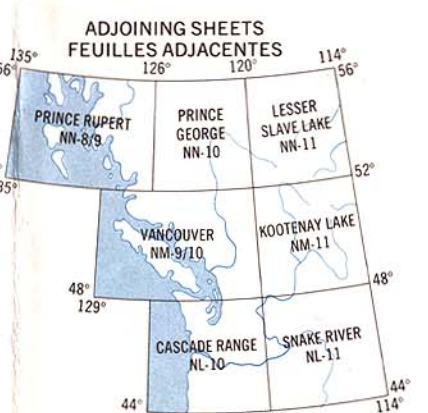 ADJOINING SHEETS
FEUILLES ADJACENTES
135°
126°
120°
114°
56°
56°
PRINCE RUPERT
NN-8/9
PRINCE
GEORGE
NN-10
LESSER
SLAVE LAKE
NN-11
52°
VANCOUVER
NM-9/10
KOOTENAY LAKE
NM-11
48°
129°
48°
CASCADE RANGE
NL-10
SNAKE RIVER
NL-11
44°
44°
114°